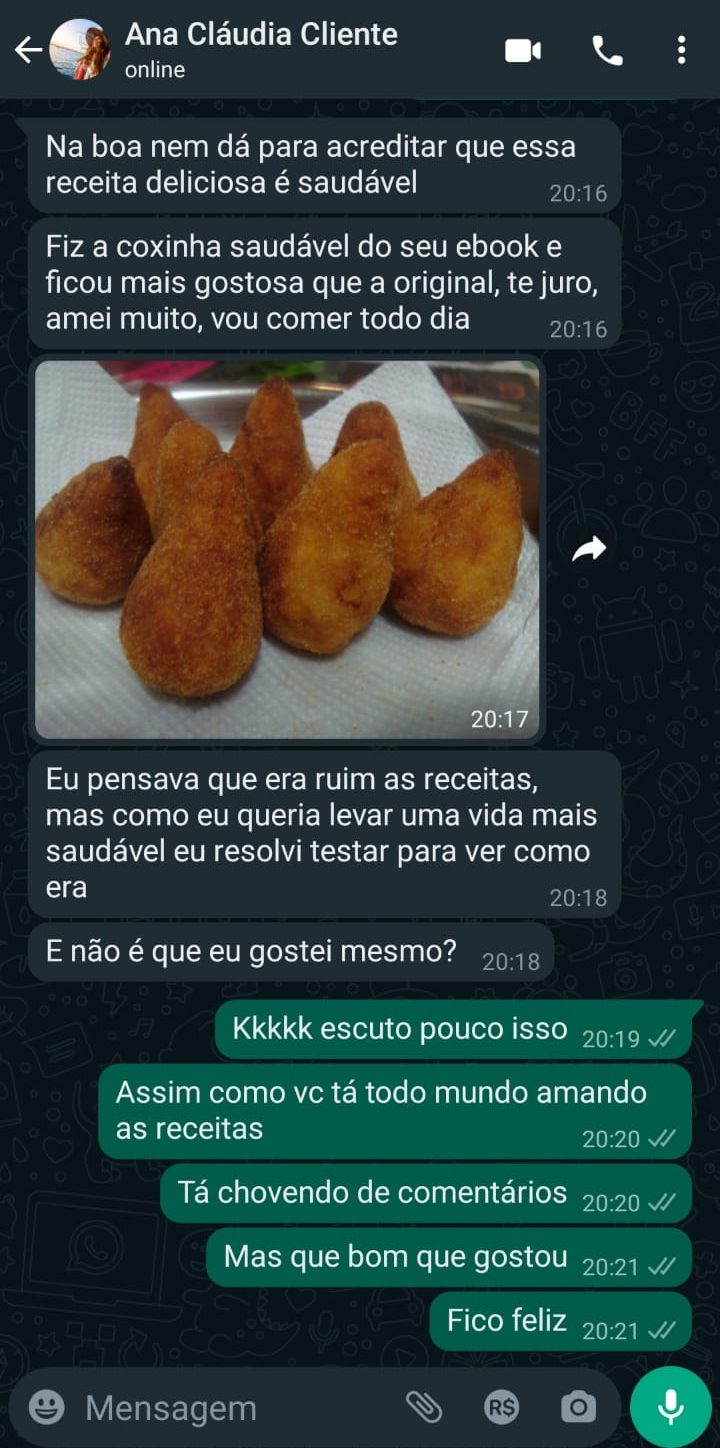 Ana Cláudia Cliente
online
Na boa nem dá para acreditar que essa
receita deliciosa é saudável
20:16
Fiz a coxinha saudável do seu ebook e
ficou mais gostosa que a original, te juro,
amei muito, vou comer todo dia
20:16
20:17
Eu pensava que era ruim as receitas,
mas como eu queria levar uma vida mais
saudável eu resolvi testar para ver como
era
20:18
E não é que eu gostei mesmo? 20:18
Kkkkk escuto pouco isso 20:19
Assim como vc tá todo mundo amando
as receitas
20:20
Tá chovendo de comentários 20:20
Mas que bom que gostou 20:21
Fico feliz 20:21
Mensagem
R$
BFF